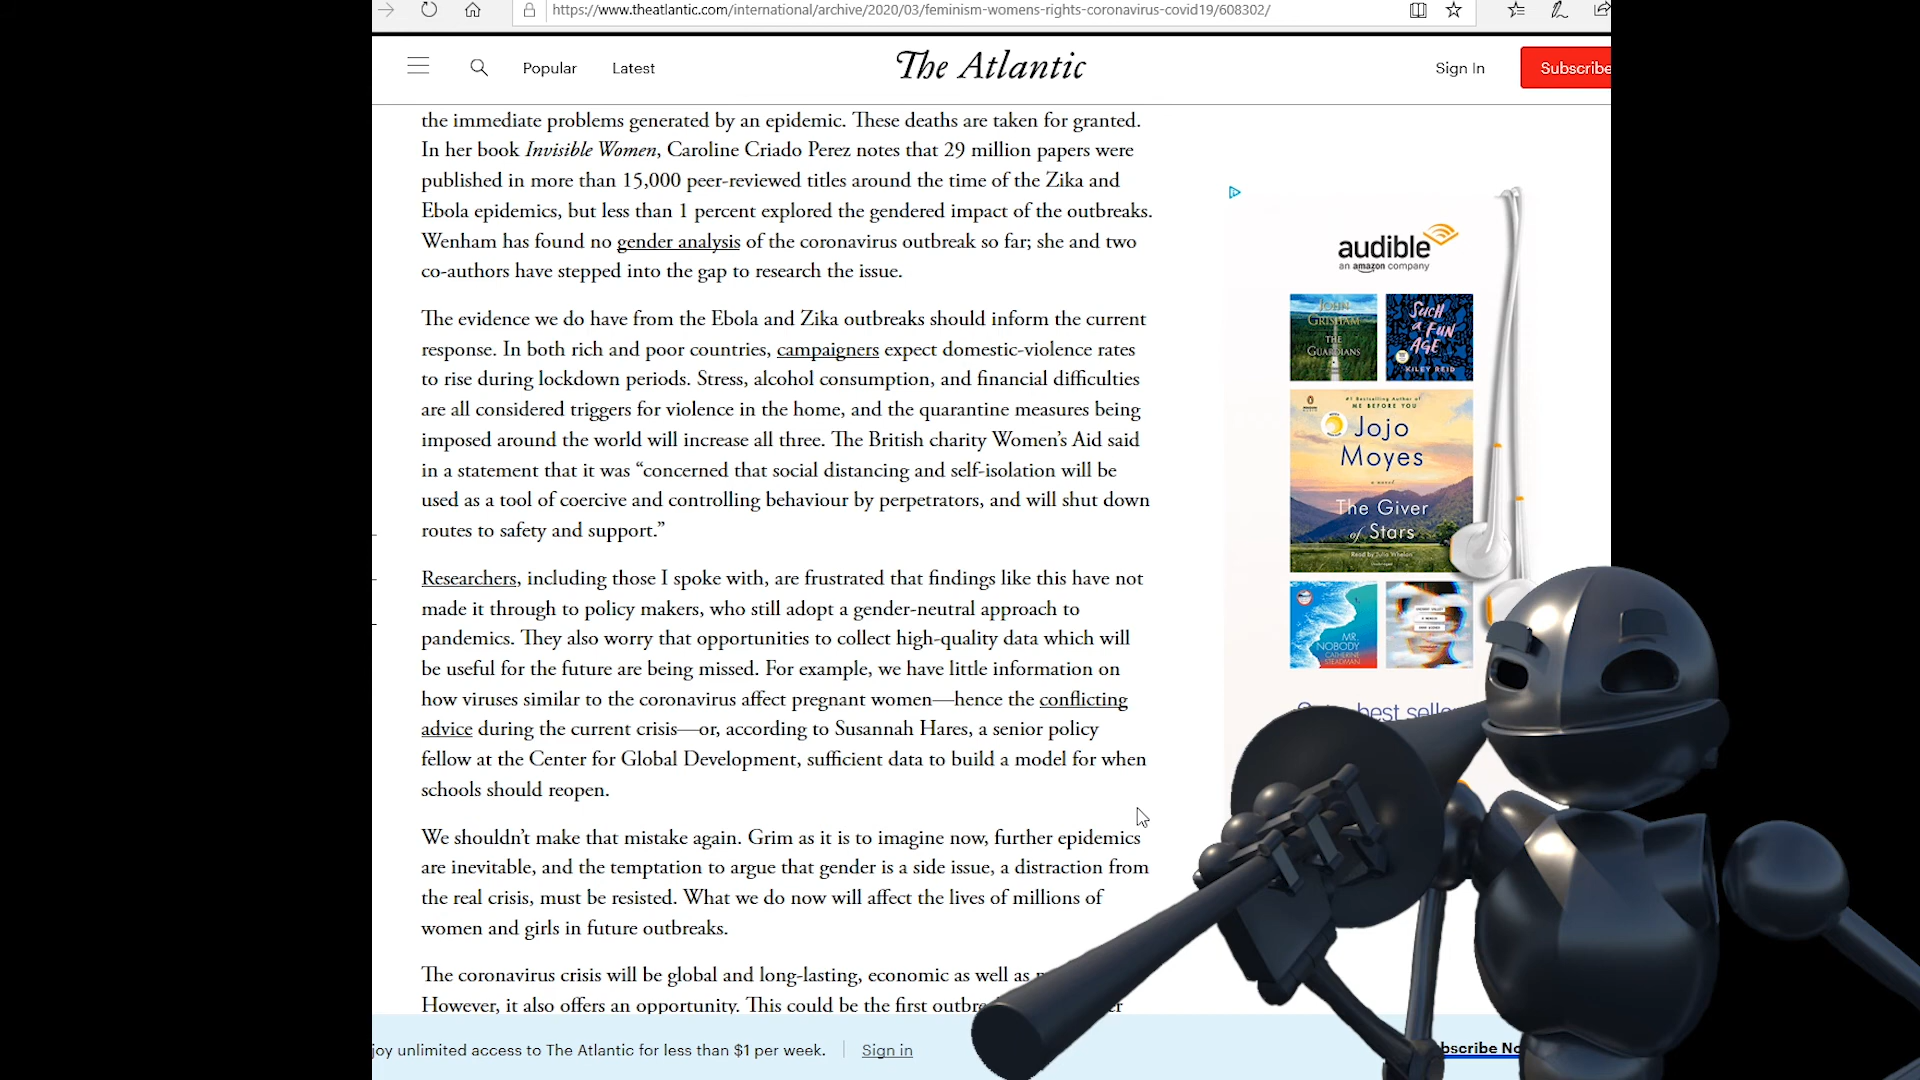 https://www.theatlantic.com/international/archive/2020/03/feminism-womens-rights-coronavirus-covid19/608302/
Popular Latest The Atlantic Sign In Subscribe
the immediate problems generated by an epidemic. These deaths are taken for granted.
In her book Invisible Women, Caroline Criado Perez notes that 29 million papers were
published in more than 15,000 peer-reviewed titles around the time of the Zika and
Ebola epidemics, but less than 1 percent explored the gendered impact of the outbreaks.
Wenham has found no gender analysis of the coronavirus outbreak so far; she and two
co-authors have stepped into the gap to research the issue.
The evidence we do have from the Ebola and Zika outbreaks should inform the current
response. In both rich and poor countries, campaigners expect domestic-violence rates
to rise during lockdown periods. Stress, alcohol consumption, and financial difficulties
are all considered triggers for violence in the home, and the quarantine measures being
imposed around the world will increase all three. The British charity Women’s Aid said
in a statement that it was “concerned that social distancing and self-isolation will be
used as a tool of coercive and controlling behaviour by perpetrators, and will shut down
routes to safety and support.”
Researchers, including those I spoke with, are frustrated that findings like this have not
made it through to policy makers, who still adopt a gender-neutral approach to
pandemics. They also worry that opportunities to collect high-quality data which will
be useful for the future are being missed. For example, we have little information on
how viruses similar to the coronavirus affect pregnant women—hence the conflicting
advice during the current crisis—or, according to Susannah Hares, a senior policy
fellow at the Center for Global Development, sufficient data to build a model for when
schools should reopen.
We shouldn’t make that mistake again. Grim as it is to imagine now, further epidemics
are inevitable, and the temptation to argue that gender is a side issue, a distraction from
the real crisis, must be resisted. What we do now will affect the lives of millions of
women and girls in future outbreaks.
The coronavirus crisis will be global and long-lasting, economic as well as
However, it also offers an opportunity. This could be the first
joy unlimited access to The Atlantic for less than $1 per week. Sign in
audible
an amazon company
JOHN
GRISHAM
THE
GUARDIANS
SUCH
a FUN
AGE
KILEY REID
#1 Bestselling Author of
ME BEFORE YOU
Jojo
Moyes
a novel
The Giver
of Stars
Read by Julia Whelan
MR.
NOBODY
CATHERINE
STEADMAN
best